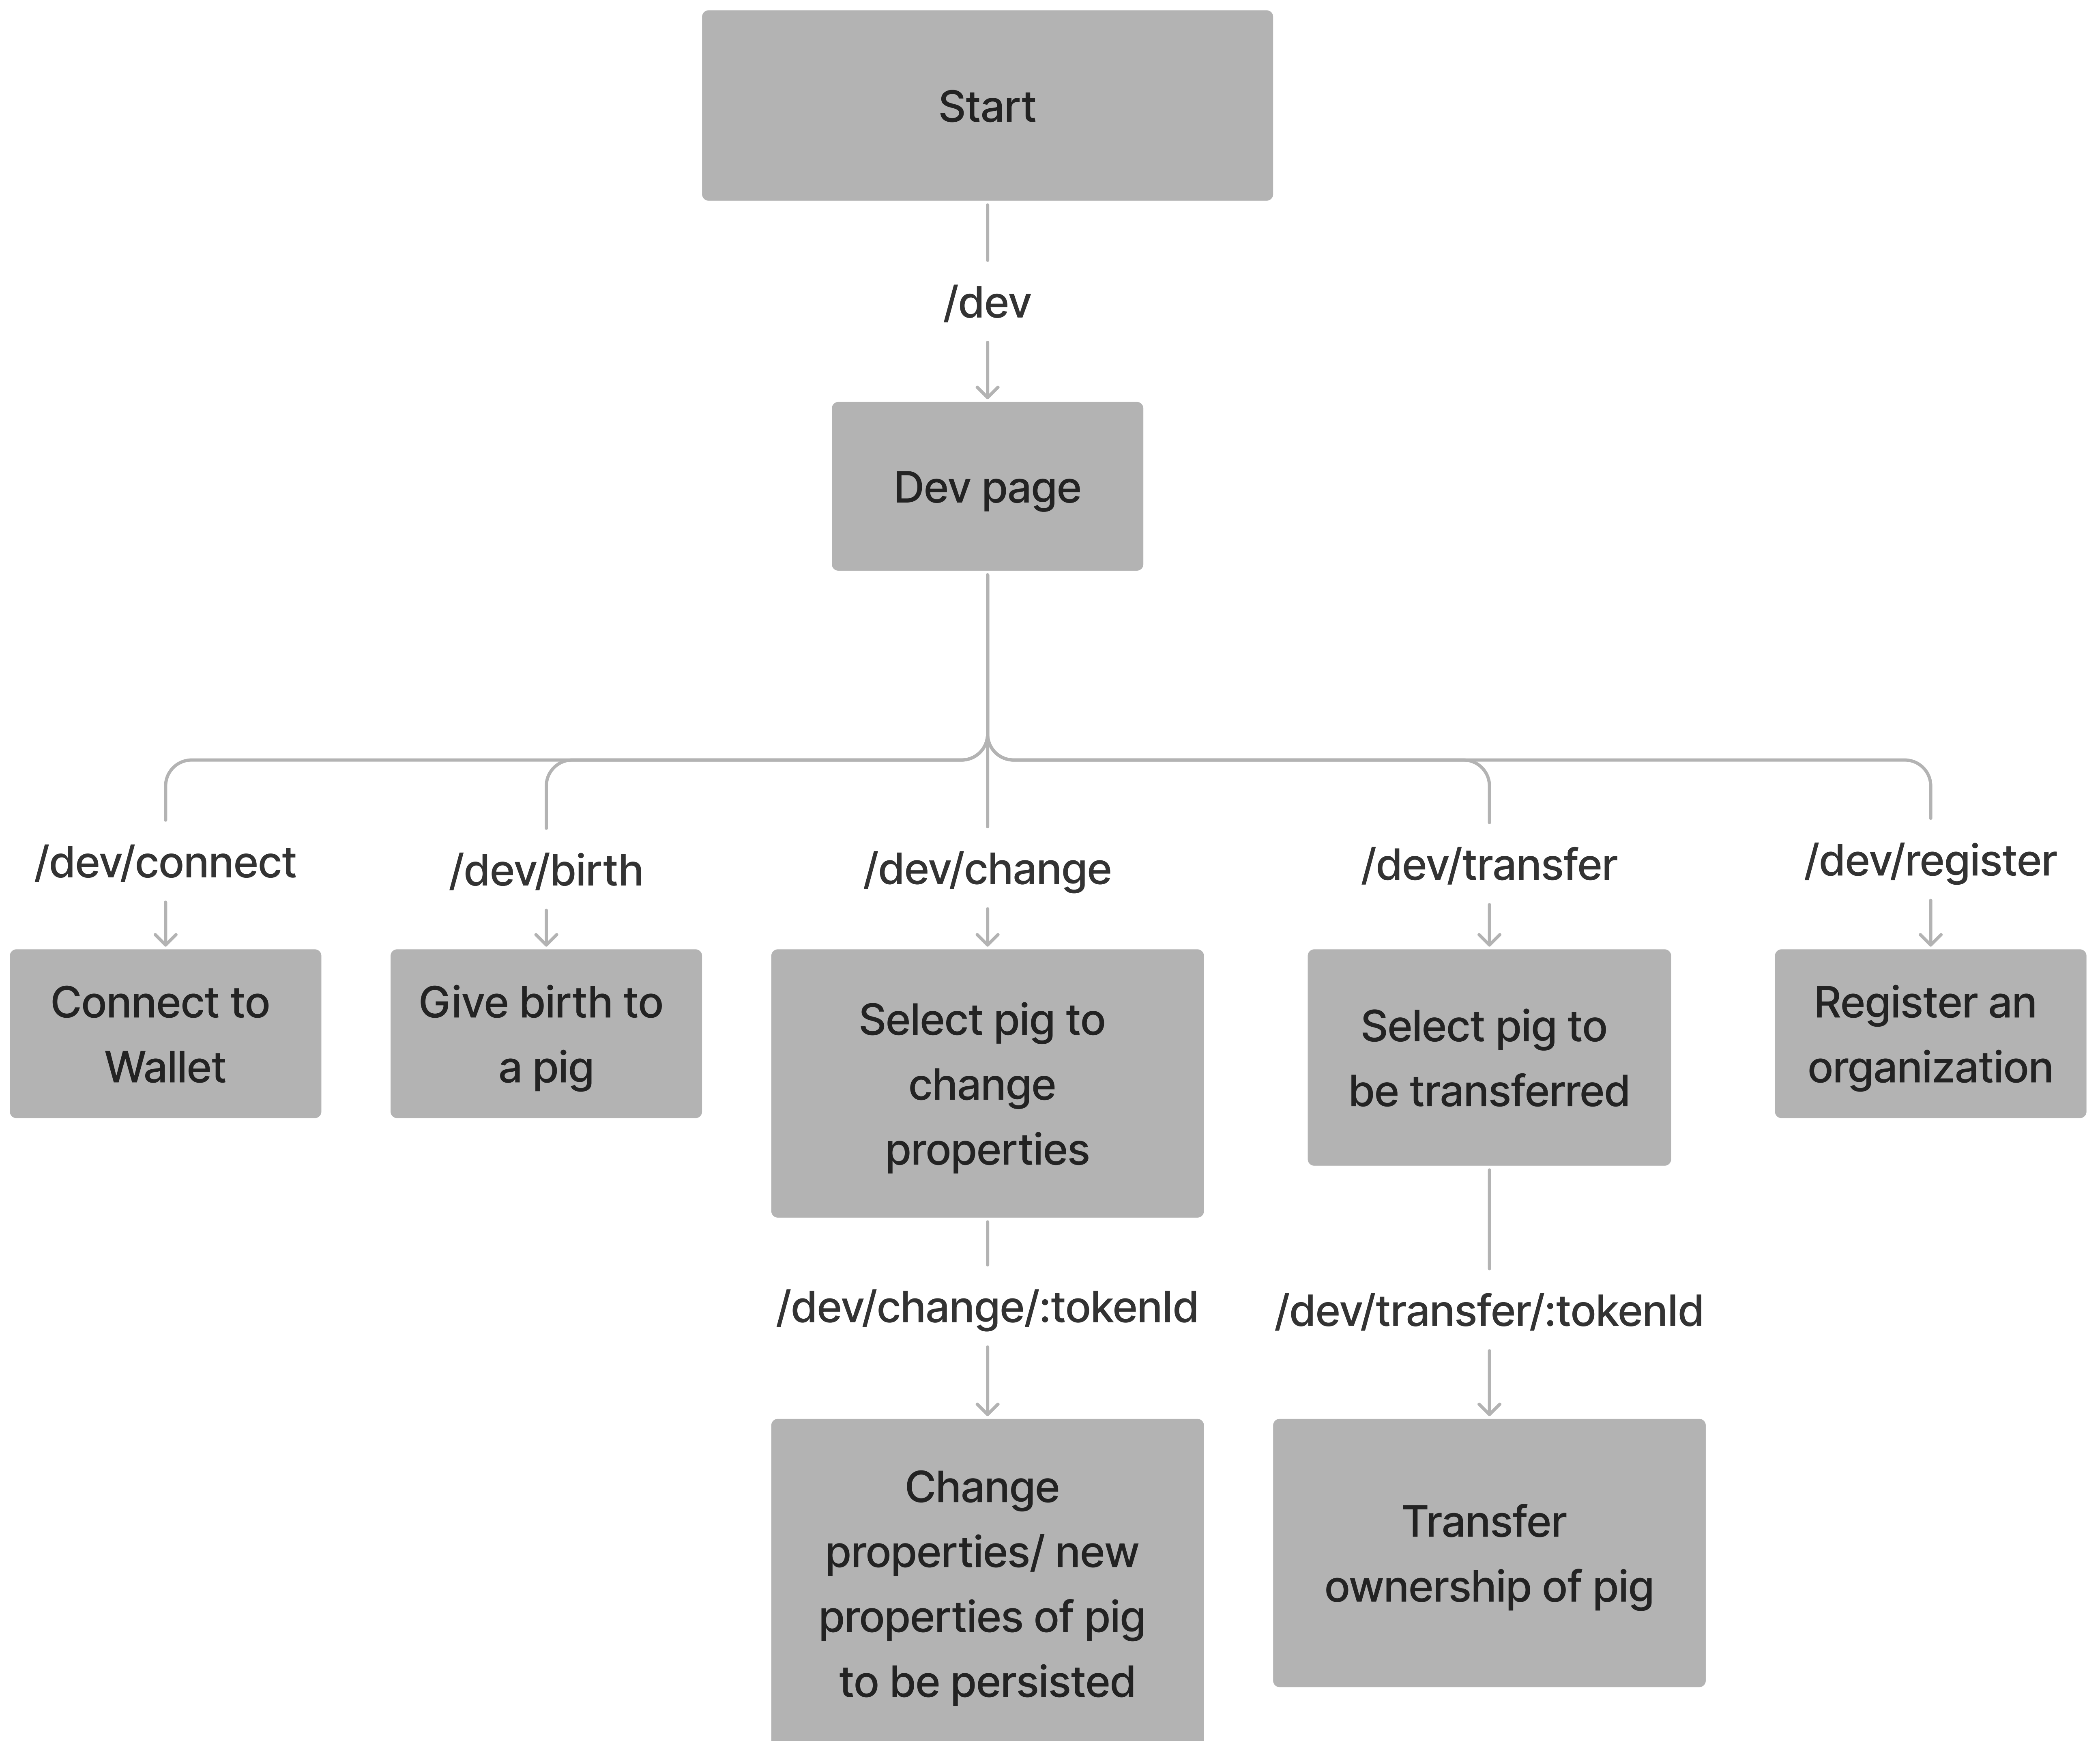 Start
/dev
Dev page
/dev/connect
/dev/birth
/dev/change
/dev/transfer
/dev/register
Connect to
Wallet
Give birth to
a pig
Select pig to
change
properties
Select pig to
be transferred
Register an
organization
/dev/change/:tokenId
/dev/transfer/:tokenId
Change
properties/ new
properties of pig
to be persisted
Transfer
ownership of pig